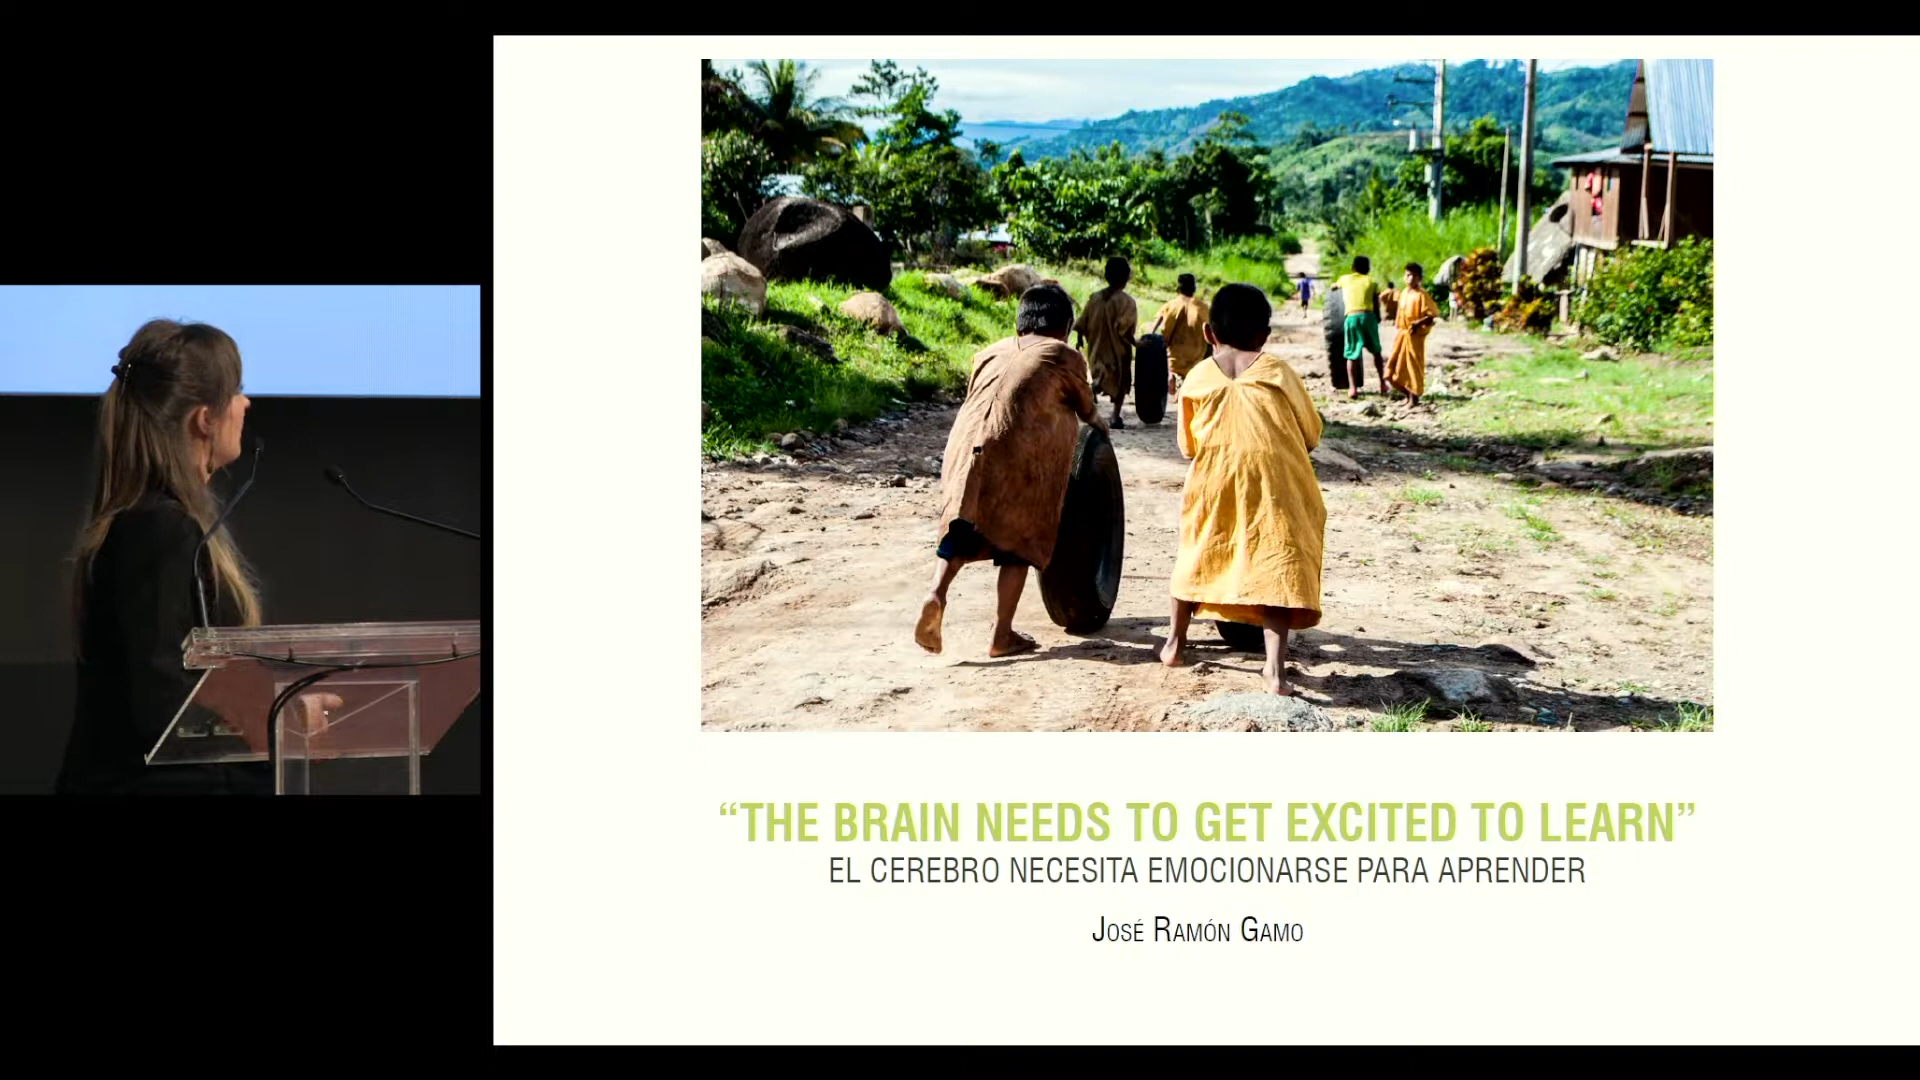 “THE BRAIN NEEDS TO GET EXCITED TO LEARN”
EL CEREBRO NECESITA EMOCIONARSE PARA APRENDER
José Ramón Gamo